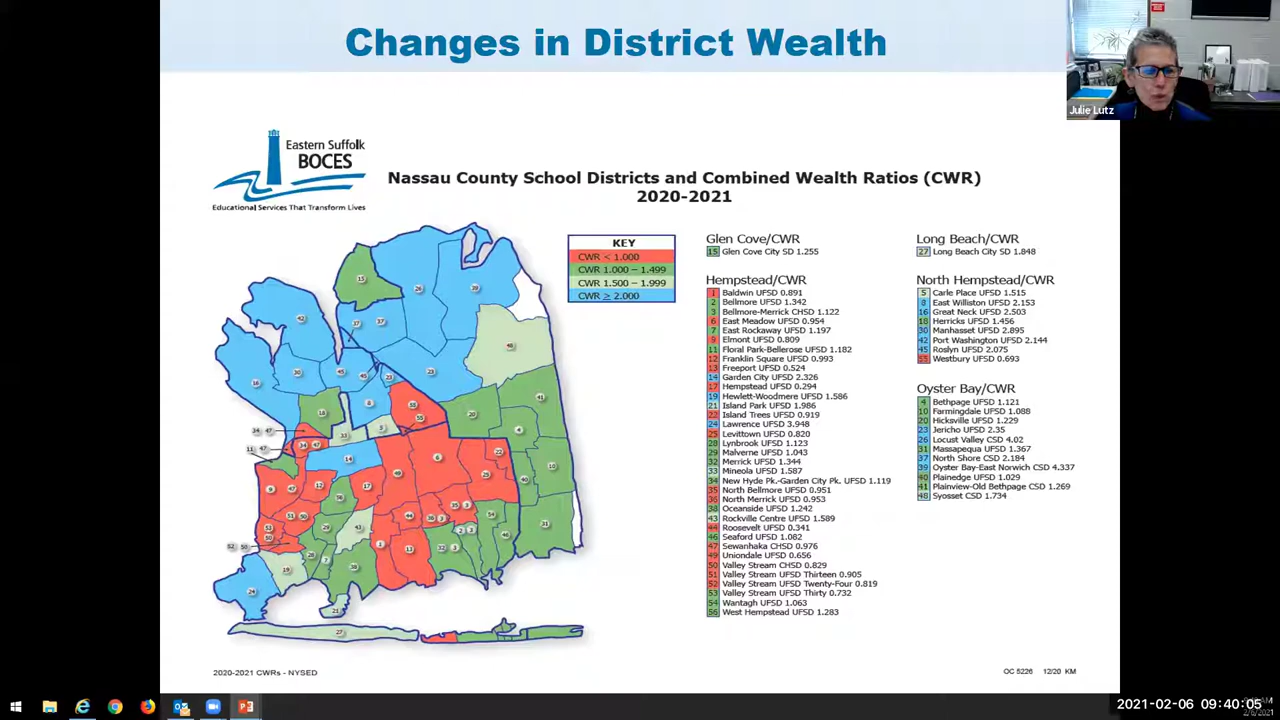 Changes in District Wealth
Julie Lutz
Eastern Suffolk
BOCES
Educational Services That Transform Lives
Nassau County School Districts and Combined Wealth Ratios (CWR)
2020-2021
KEY
CWR < 1.000
CWR 1.000 – 1.499
CWR 1.500 – 1.999
CWR ≥ 2.000
Glen Cove/CWR
15 Glen Cove City SD 1.255
Hempstead/CWR
1 Baldwin UFSD 0.891
2 Bellmore UFSD 1.342
3 Bellmore-Merrick CHSD 1.122
6 East Meadow UFSD 0.954
7 East Rockaway UFSD 1.197
9 Elmont UFSD 0.809
11 Floral Park-Bellerose UFSD 1.182
12 Franklin Square UFSD 0.993
13 Freeport UFSD 0.524
14 Garden City UFSD 2.326
17 Hempstead UFSD 0.294
19 Hewlett-Woodmere UFSD 1.586
21 Island Park UFSD 1.986
22 Island Trees UFSD 0.919
24 Lawrence UFSD 3.948
25 Levittown UFSD 0.820
28 Lynbrook UFSD 1.123
29 Malverne UFSD 1.043
32 Merrick UFSD 1.344
33 Mineola UFSD 1.587
34 New Hyde Pk.-Garden City Pk. UFSD 1.119
35 North Bellmore UFSD 0.951
36 North Merrick UFSD 0.953
38 Oceanside UFSD 1.242
43 Rockville Centre UFSD 1.589
44 Roosevelt UFSD 0.341
46 Seaford UFSD 1.082
47 Sewanhaka CHSD 0.976
49 Uniondale UFSD 0.656
50 Valley Stream CHSD 0.829
51 Valley Stream UFSD Thirteen 0.905
52 Valley Stream UFSD Twenty-Four 0.819
53 Valley Stream UFSD Thirty 0.732
54 Wantagh UFSD 1.063
56 West Hempstead UFSD 1.283
Long Beach/CWR
27 Long Beach City SD 1.848
North Hempstead/CWR
5 Carle Place UFSD 1.515
8 East Williston UFSD 2.153
16 Great Neck UFSD 2.503
18 Herricks UFSD 1.456
30 Manhasset UFSD 2.895
42 Port Washington UFSD 2.144
45 Roslyn UFSD 2.075
55 Westbury UFSD 0.693
Oyster Bay/CWR
4 Bethpage UFSD 1.121
10 Farmingdale UFSD 1.088
20 Hicksville UFSD 1.229
23 Jericho UFSD 2.35
26 Locust Valley CSD 4.02
31 Massapequa UFSD 1.367
37 North Shore CSD 2.184
39 Oyster Bay-East Norwich CSD 4.337
40 Plainedge UFSD 1.029
41 Plainview-Old Bethpage CSD 1.269
48 Syosset CSD 1.734
2020-2021 CWRs - NYSED
OC 5226 12/20 KM
2021-02-06 09:40:05